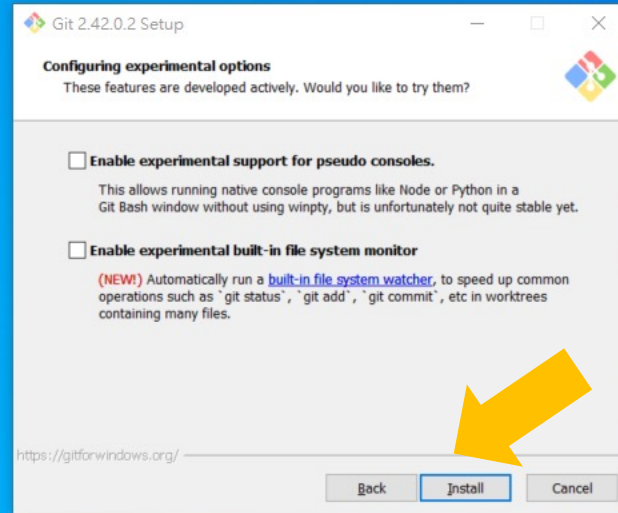 Git 2.42.0.2 Setup
Configuring experimental options
These features are developed actively. Would you like to try them?
Enable experimental support for pseudo consoles.
This allows running native console programs like Node or Python in a
Git Bash window without using winpty, but is unfortunately not quite stable yet.
Enable experimental built-in file system monitor
(NEW!) Automatically run a built-in file system watcher, to speed up common
operations such as `git status`, `git add`, `git commit`, etc in worktrees
containing many files.
https://gitforwindows.org/
Back Install Cancel